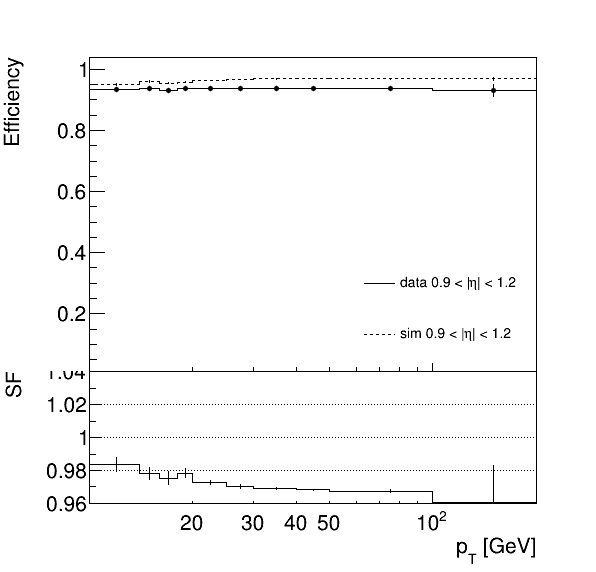 Efficiency
1
0.8
0.6
0.4
0.2
data 0.9 < |η| < 1.2
sim 0.9 < |η| < 1.2
SF
1.04
1.02
1
0.98
0.96
20 30 40 50 10²
p_T [GeV]